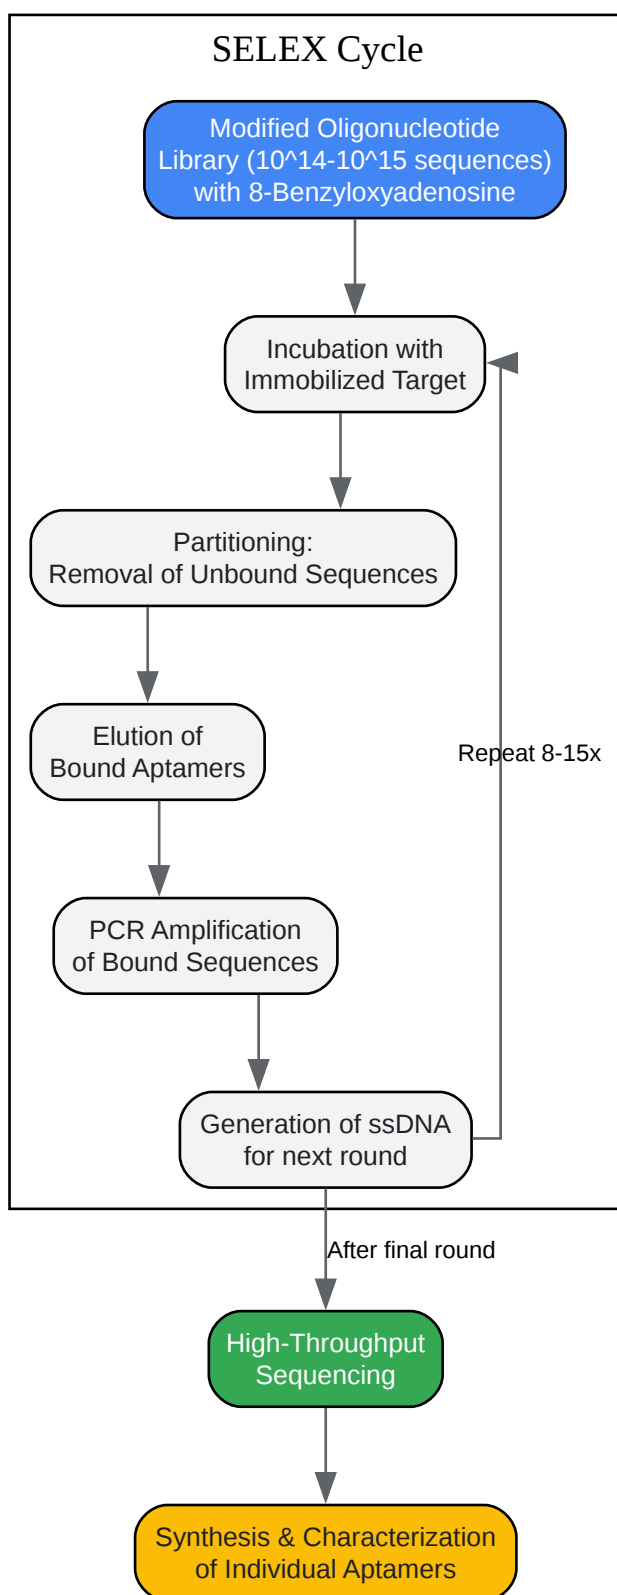 SELEX Cycle
Modified Oligonucleotide
Library (10^14-10^15 sequences)
with 8-Benzyloxyadenosine
Incubation with
Immobilized Target
Partitioning:
Removal of Unbound Sequences
Elution of
Bound Aptamers
Repeat 8-15x
PCR Amplification
of Bound Sequences
Generation of ssDNA
for next round
After final round
High-Throughput
Sequencing
Synthesis & Characterization
of Individual Aptamers